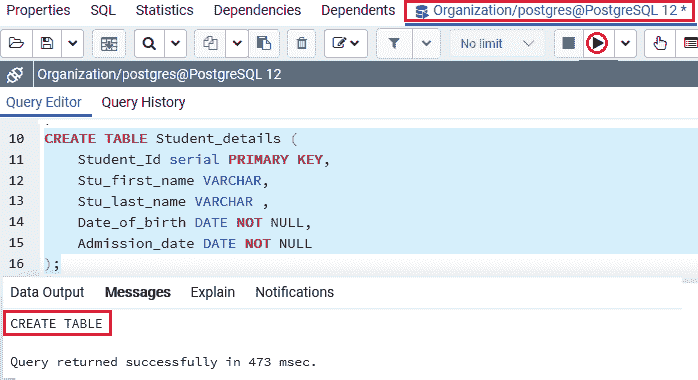 Properties SQL Statistics Dependencies Dependents Organization/postgres@PostgreSQL 12 *
No limit
Organization/postgres@PostgreSQL 12
Query Editor Query History
10 CREATE TABLE Student_details (
11 Student_Id serial PRIMARY KEY,
12 Stu_first_name VARCHAR,
13 Stu_last_name VARCHAR ,
14 Date_of_birth DATE NOT NULL,
15 Admission_date DATE NOT NULL
16 );
Data Output Messages Explain Notifications
CREATE TABLE
Query returned successfully in 473 msec.